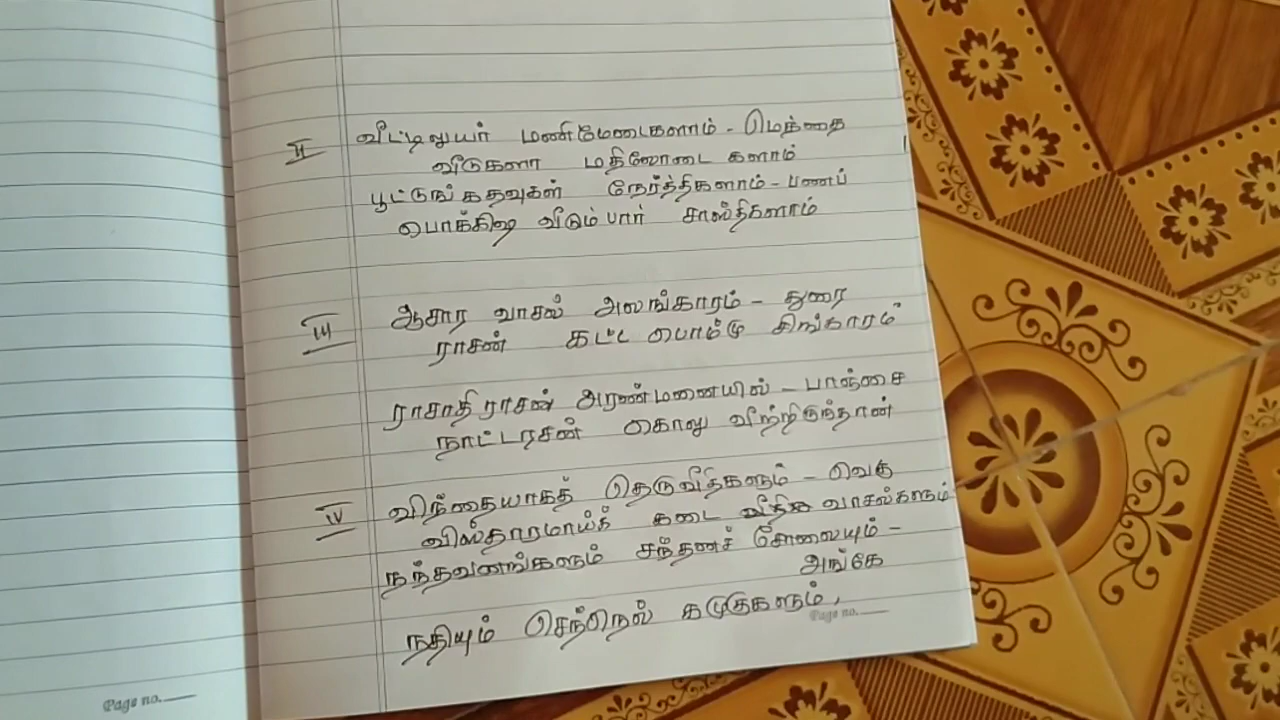 II வீட்டிலுயர் மணிமேடைகளாம் - மெத்தை
வீடுகளா மதிலோடை களாம்
பூட்டுங் கதவுகள் நேர்த்திகளாம் - பணப்
பொக்கிஷ வீடும் பார் சாஸ்திகளாம்
III ஆசார வாசல் அலங்காரம் - துரை
ராசன் கட்ட பொம்மு சிங்காரம்
ராசாதி ராசன் அரண்மனையில் - பாஞ்சை
நாட்டரசன் கொலு வீற்றிருந்தான்
IV விந்தையாகத் தெருவீதிகளும் - வெகு
விஸ்தாரமாய்க் கடை வாசல்களும்
நந்தவனங்களும் சந்தனச் சோலையும் -
அங்கே
நதியும் செந்நெல் கமுகுகளும்,
Page no.
Page no.